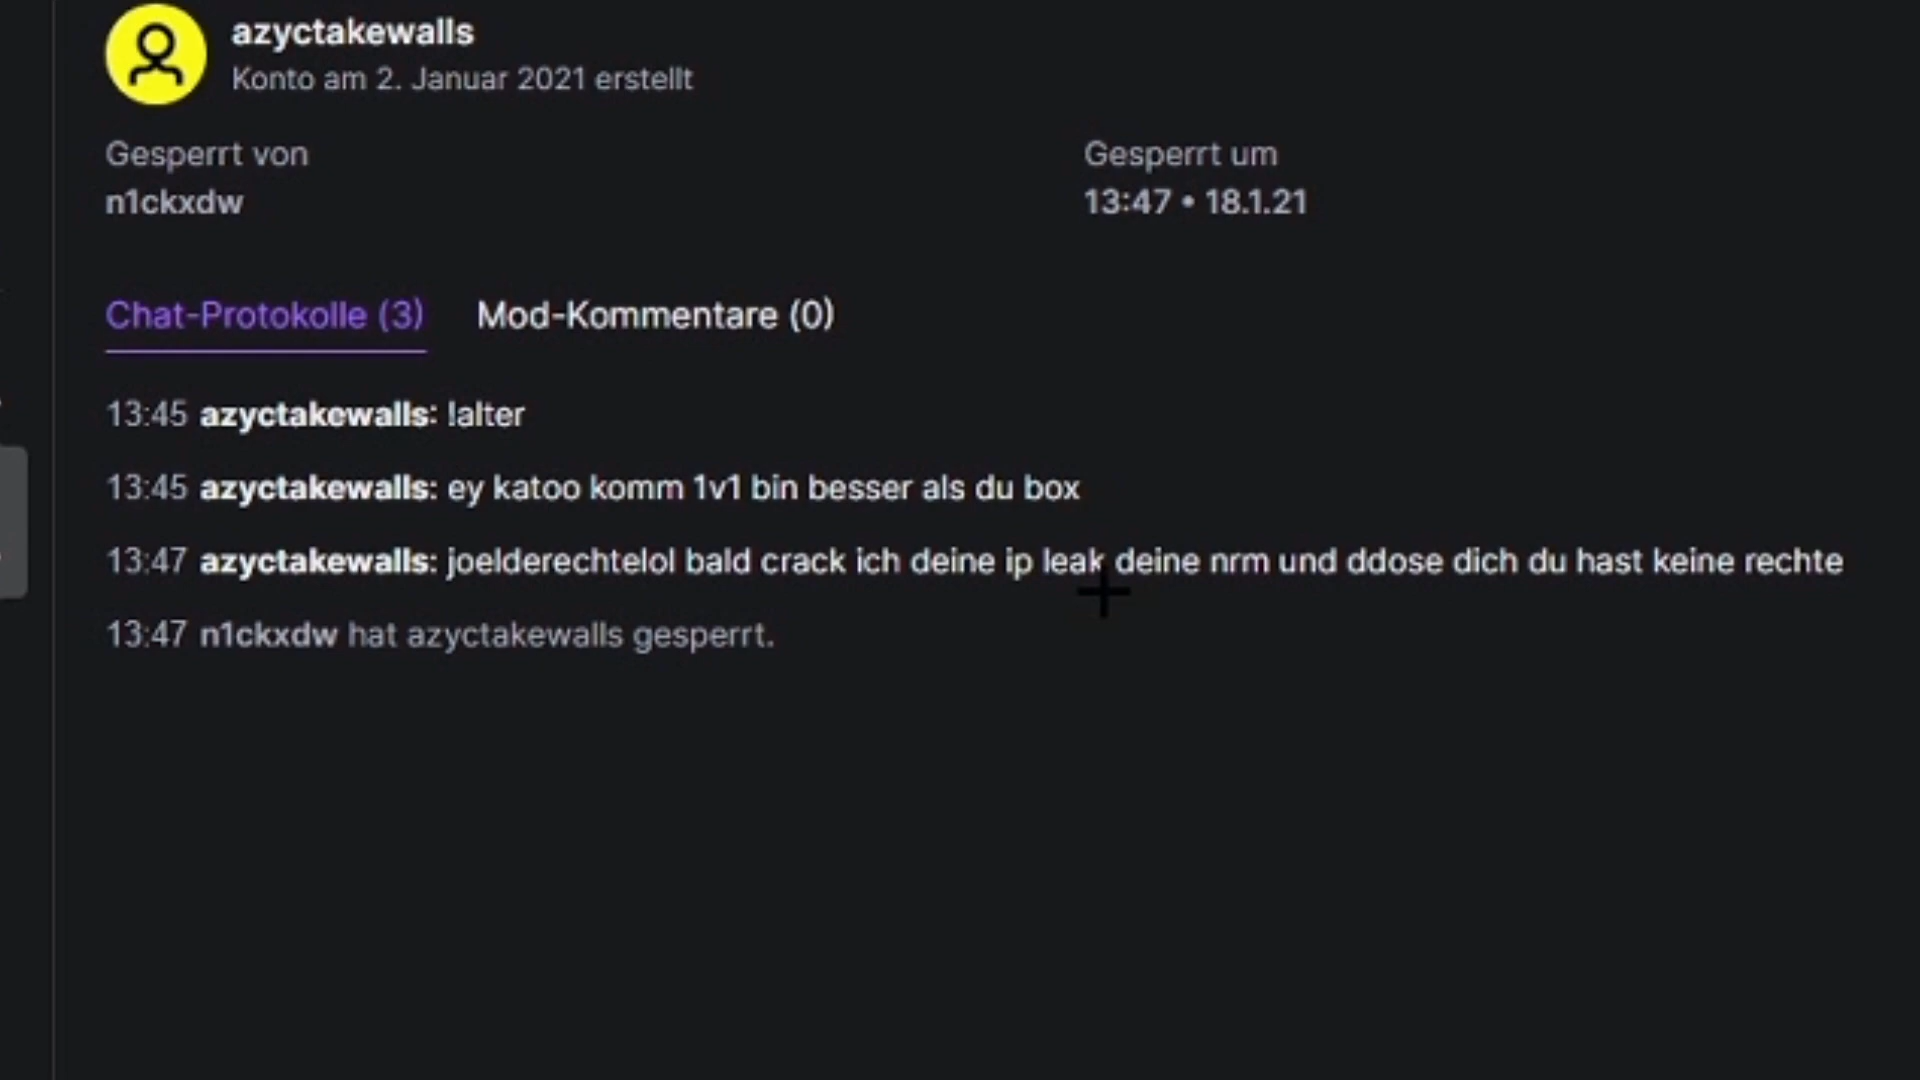 azyctakewalls
Konto am 2. Januar 2021 erstellt
Gesperrt von
Gesperrt um
n1ckxdw
13:47 • 18.1.21
Chat-Protokolle (3)
Mod-Kommentare (0)
13:45 azyctakewalls: !alter
13:45 azyctakewalls: ey katoo komm 1v1 bin besser als du box
13:47 azyctakewalls: joelderechtelol bald crack ich deine ip leak deine nrm und ddose dich du hast keine rechte
13:47 n1ckxdw hat azyctakewalls gesperrt.